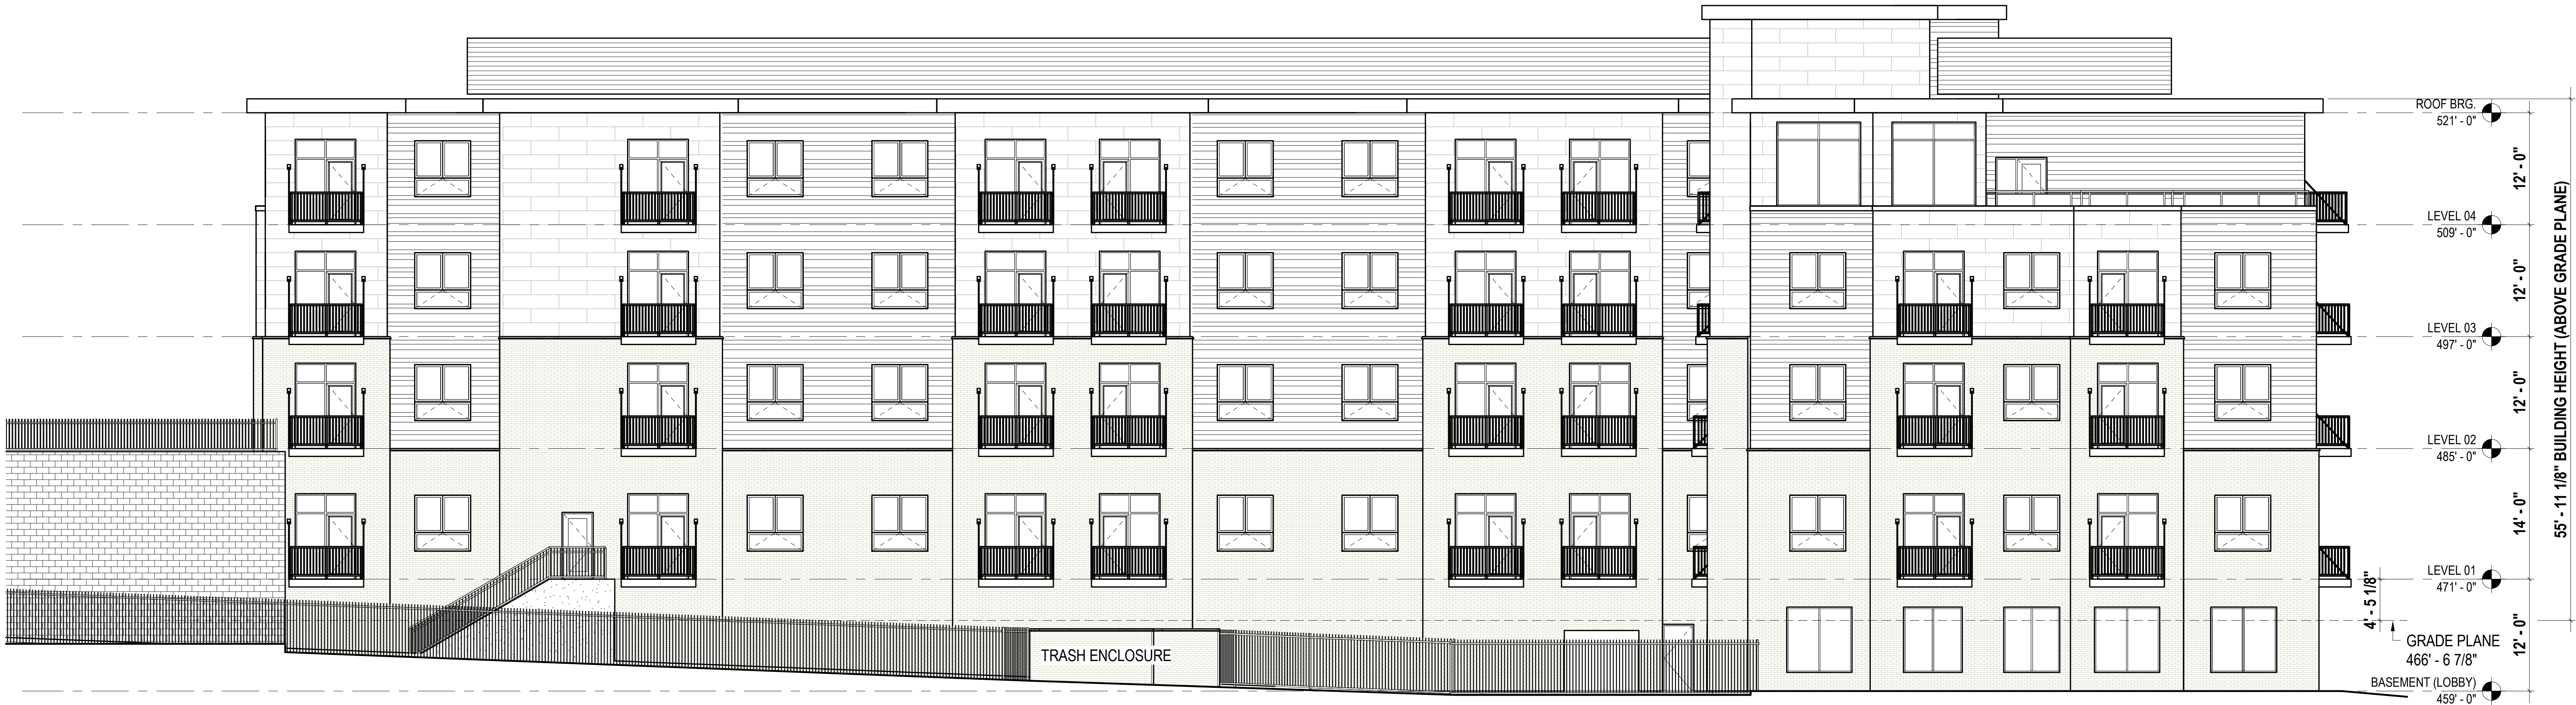 ROOF BRG.
521' - 0"
12' - 0"
LEVEL 04
509' - 0"
12' - 0"
LEVEL 03
497' - 0"
12' - 0"
LEVEL 02
485' - 0"
14' - 0"
LEVEL 01
471' - 0"
4' - 5 1/8"
12' - 0"
GRADE PLANE
466' - 6 7/8"
BASEMENT (LOBBY)
459' - 0"
55' - 11 1/8" BUILDING HEIGHT (ABOVE GRADE PLANE)
TRASH ENCLOSURE